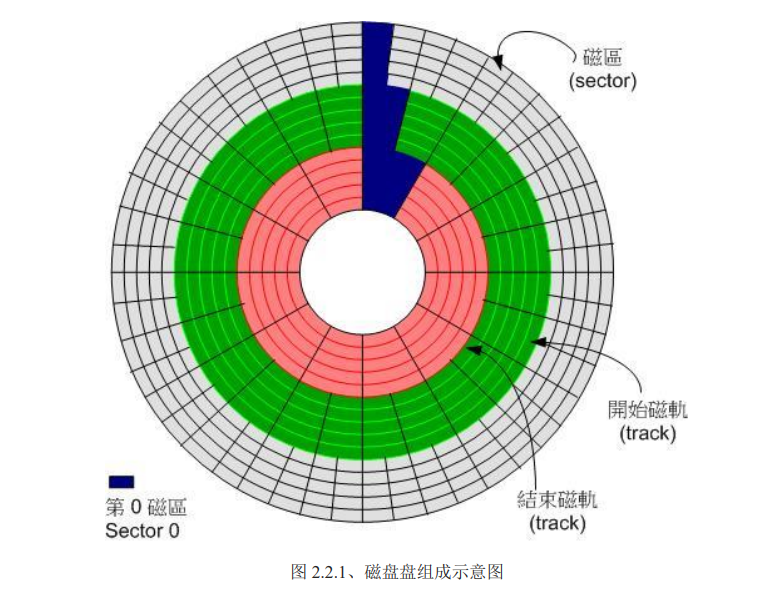 磁區
(sector)
開始磁軌
(track)
結束磁軌
(track)
第 0 磁區
Sector 0
图 2.2.1、磁盘盘组成示意图